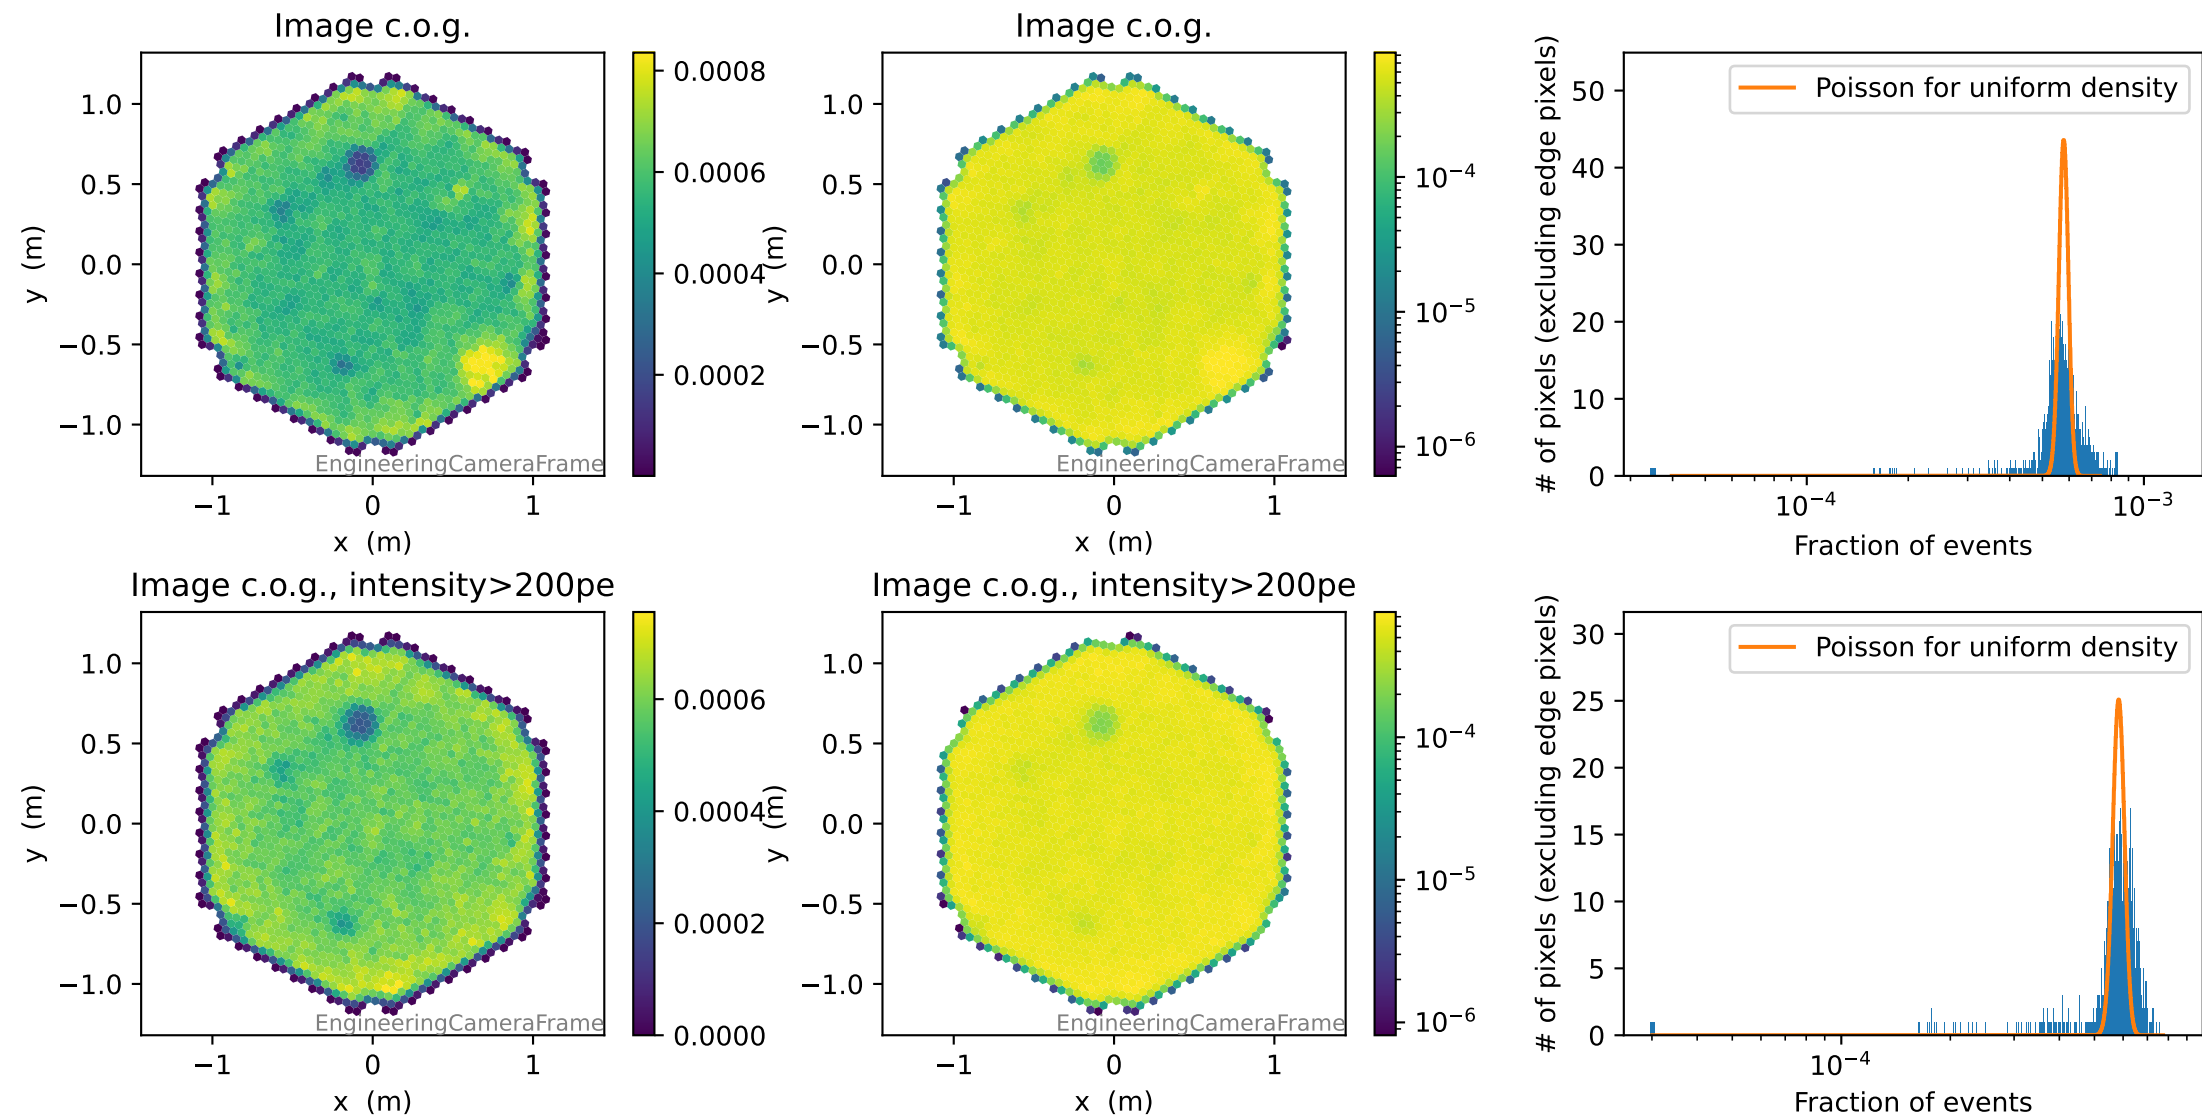 Image c.o.g.
y (m)
1.0
0.5
0.0
−0.5
−1.0
−1
0
1
x (m)
EngineeringCameraFrame
0.0008
0.0006
0.0004
0.0002
Image c.o.g.
y (m)
1.0
0.5
0.0
−0.5
−1.0
−1
0
1
x (m)
EngineeringCameraFrame
10⁻⁴
10⁻⁵
10⁻⁶
# of pixels (excluding edge pixels)
50
40
30
20
10
0
Poisson for uniform density
10⁻⁴
10⁻³
Fraction of events
Image c.o.g., intensity>200pe
y (m)
1.0
0.5
0.0
−0.5
−1.0
−1
0
1
x (m)
EngineeringCameraFrame
0.0006
0.0004
0.0002
0.0000
Image c.o.g., intensity>200pe
y (m)
1.0
0.5
0.0
−0.5
−1.0
−1
0
1
x (m)
EngineeringCameraFrame
10⁻⁴
10⁻⁵
10⁻⁶
# of pixels (excluding edge pixels)
30
25
20
15
10
5
0
Poisson for uniform density
10⁻⁴
Fraction of events